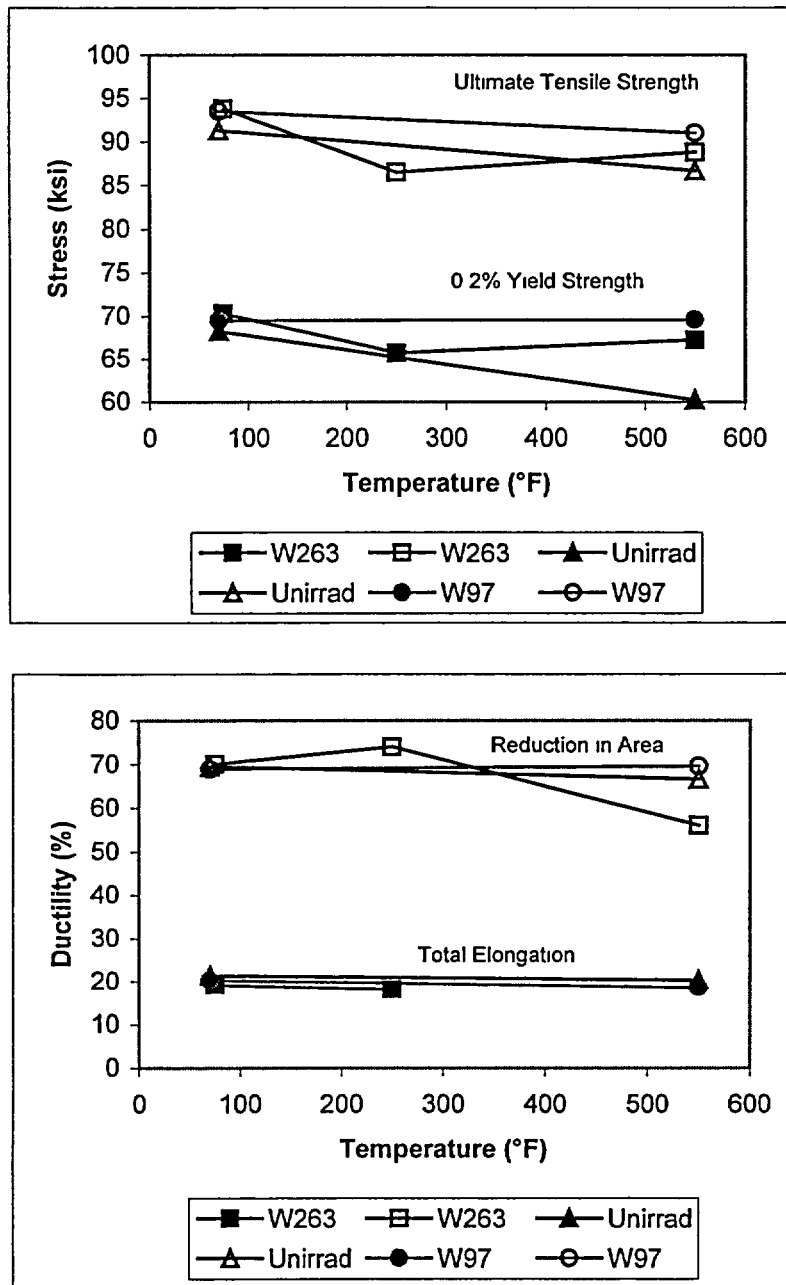 100
Ultimate Tensile Strength
95
90
85
Stress (ksi)
80
75
0 2% Yield Strength
70
65
60
0 100 200 300 400 500 600
Temperature (°F)
W263 W263 Unirrad
Unirrad W97 W97
80
Reduction in Area
70
60
50
Ductility (%)
40
30
Total Elongation
20
10
0
0 100 200 300 400 500 600
Temperature (°F)
W263 W263 Unirrad
Unirrad W97 W97